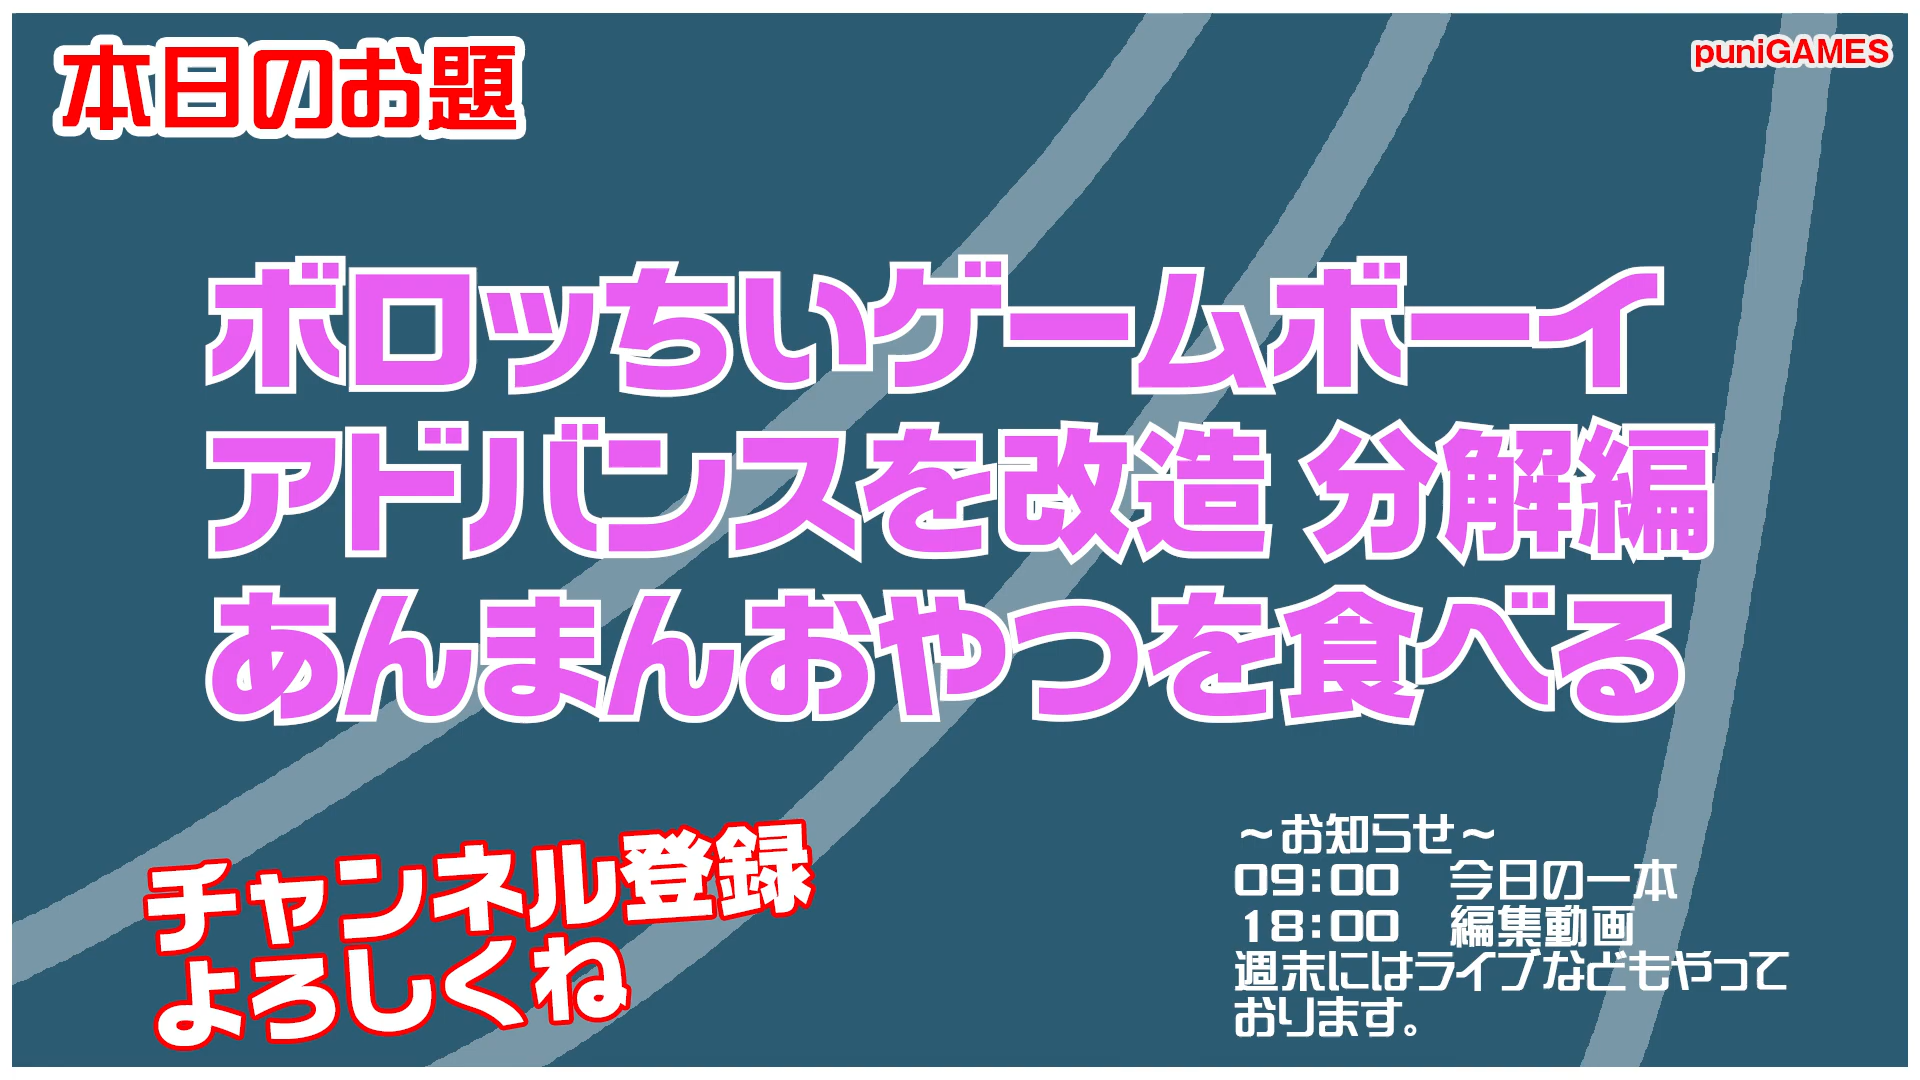 本日のお題
puniGAMES
ボロッちいゲームボーイ
アドバンスを改造 分解編
あんまんおやつを食べる
チャンネル登録
よろしくね
～お知らせ～
09:00 今日の一本
18:00 編集動画
週末にはライブなどもやって
おります。